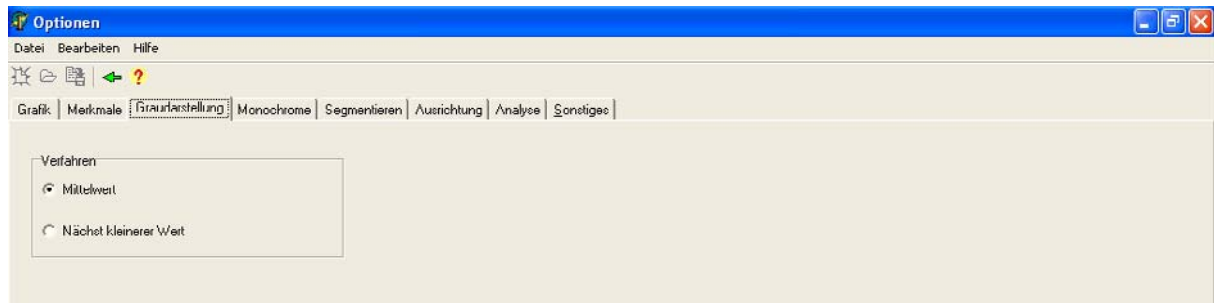 Optionen
Datei Bearbeiten Hilfe
?
Grafik Merkmale Graudarstellung Monochrome Segmentieren Ausrichtung Analyse Sonstiges
Verfahren
Mittelwert
Nächst kleinerer Wert